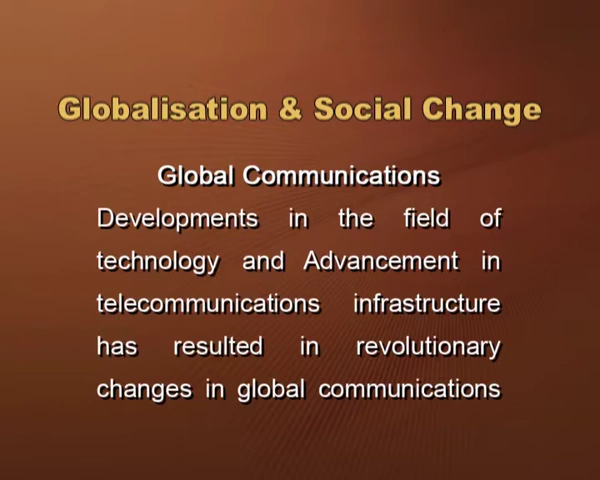 Globalisation & Social Change
Global Communications
Developments in the field of
technology and Advancement in
telecommunications infrastructure
has resulted in revolutionary
changes in global communications